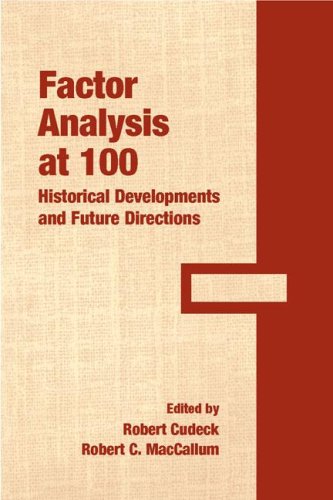 Factor
Analysis
at 100
Historical Developments
and Future Directions
Edited by
Robert Cudeck
Robert C. MacCallum